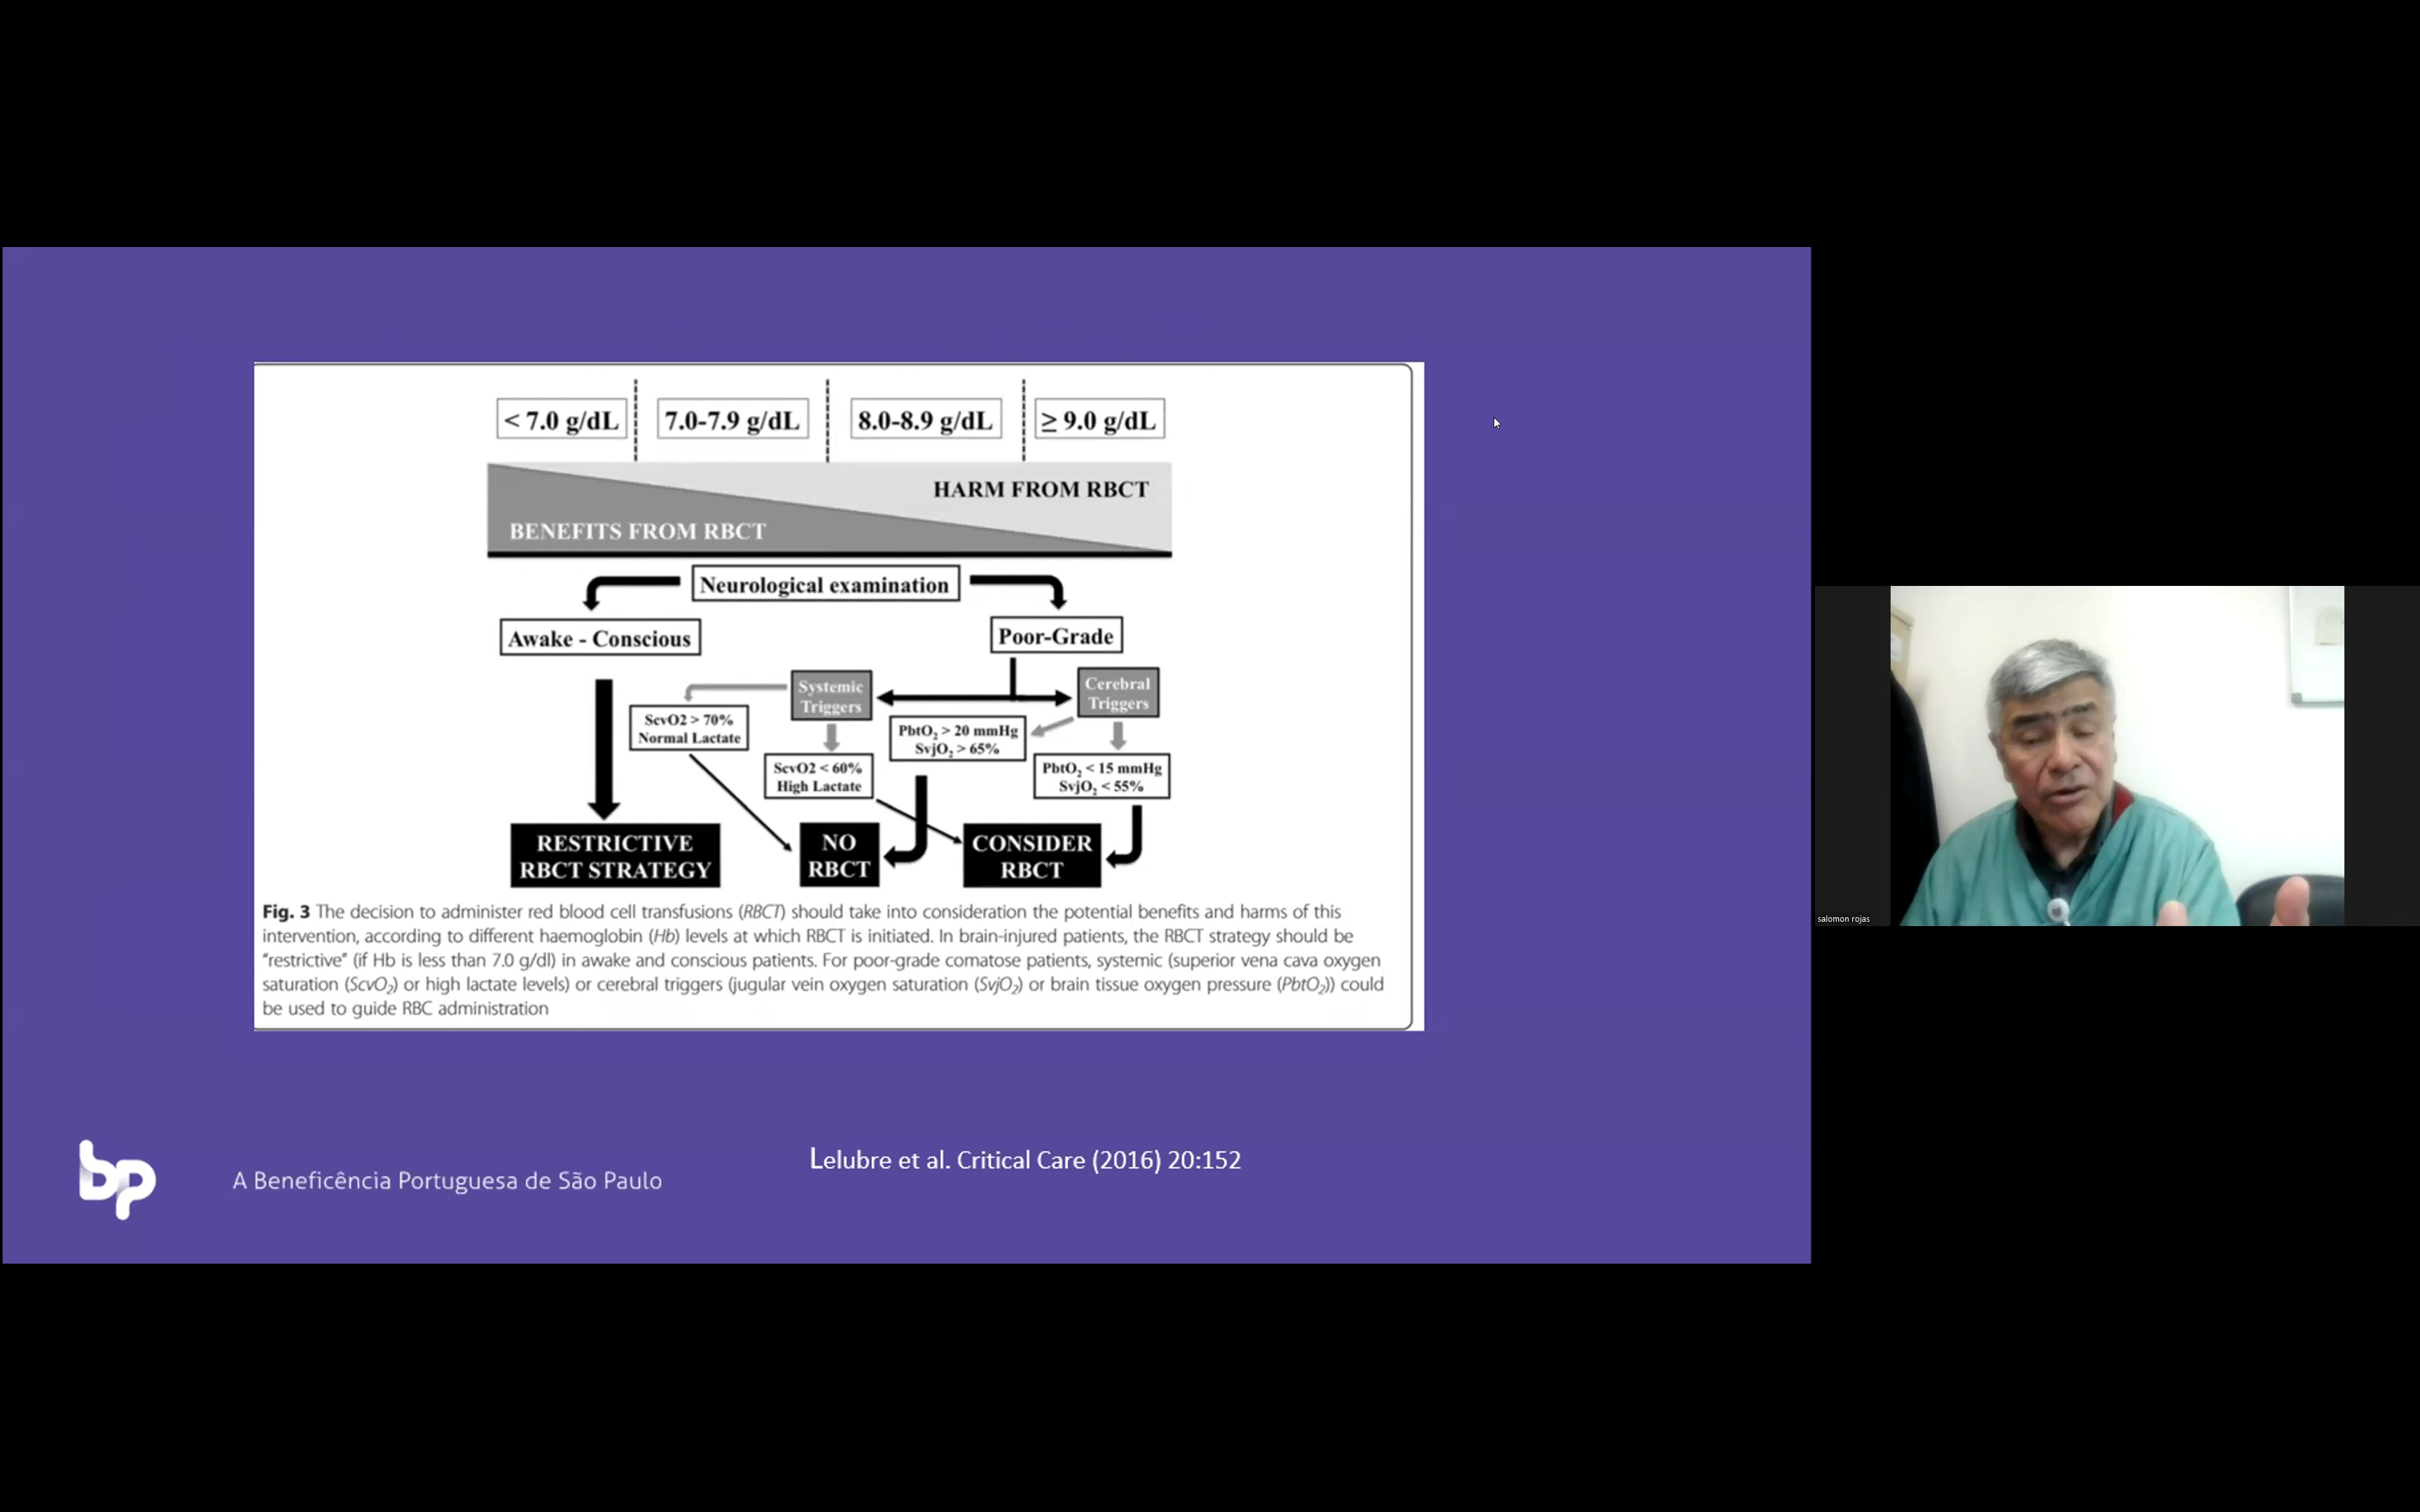 < 7.0 g/dL
7.0-7.9 g/dL
8.0-8.9 g/dL
≥ 9.0 g/dL
HARM FROM RBCT
BENEFITS FROM RBCT
Neurological examination
Awake - Conscious
Poor-Grade
Systemic
Triggers
Cerebral
Triggers
ScvO2 > 70%
Normal Lactate
PbtO₂ > 20 mmHg
SvjO₂ > 65%
ScvO2 < 60%
High Lactate
PbtO₂ < 15 mmHg
SvjO₂ < 55%
RESTRICTIVE
RBCT STRATEGY
NO
RBCT
CONSIDER
RBCT
Fig. 3 The decision to administer red blood cell transfusions (RBCT) should take into consideration the potential benefits and harms of this
intervention, according to different haemoglobin (Hb) levels at which RBCT is initiated. In brain-injured patients, the RBCT strategy should be
“restrictive” (if Hb is less than 7.0 g/dl) in awake and conscious patients. For poor-grade comatose patients, systemic (superior vena cava oxygen
saturation (ScvO₂) or high lactate levels) or cerebral triggers (jugular vein oxygen saturation (SvjO₂) or brain tissue oxygen pressure (PbtO₂)) could
be used to guide RBC administration
Lelubre et al. Critical Care (2016) 20:152
bp
A Beneficência Portuguesa de São Paulo
salomon rojas